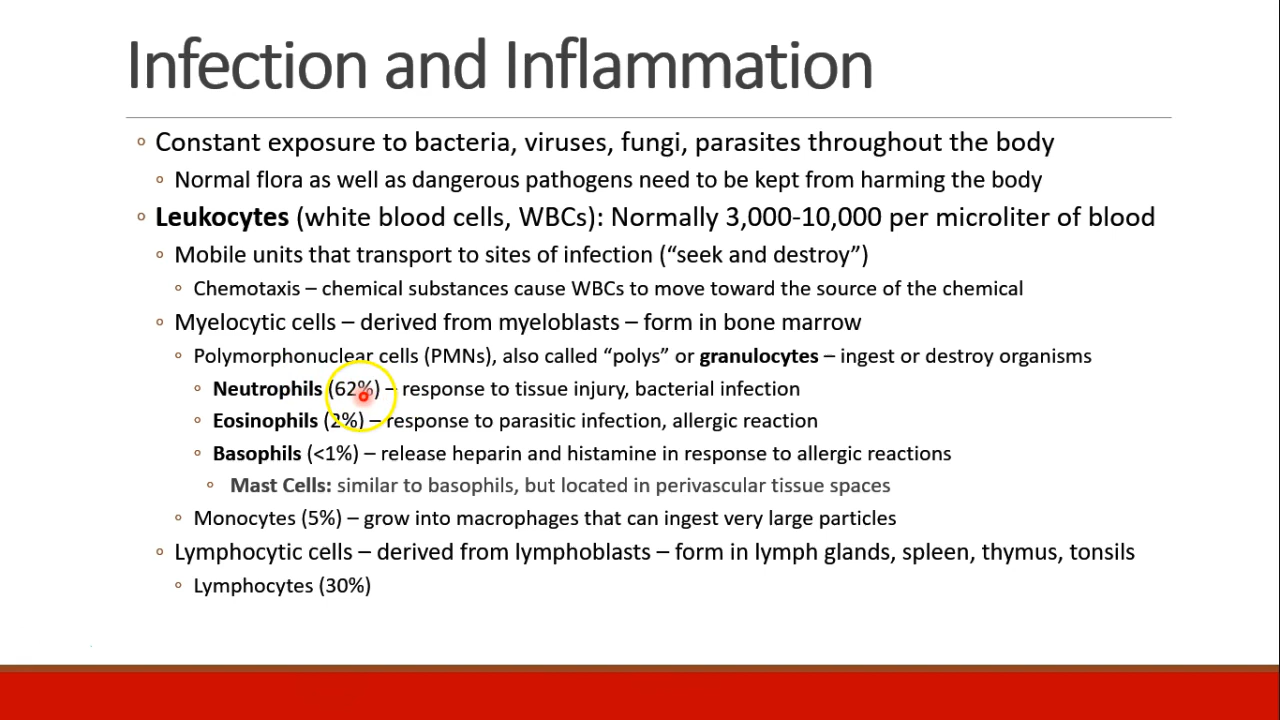 Infection and Inflammation
◦ Constant exposure to bacteria, viruses, fungi, parasites throughout the body
◦ Normal flora as well as dangerous pathogens need to be kept from harming the body
◦ Leukocytes (white blood cells, WBCs): Normally 3,000-10,000 per microliter of blood
◦ Mobile units that transport to sites of infection (“seek and destroy”)
◦ Chemotaxis – chemical substances cause WBCs to move toward the source of the chemical
◦ Myelocytic cells – derived from myeloblasts – form in bone marrow
◦ Polymorphonuclear cells (PMNs), also called “polys” or granulocytes – ingest or destroy organisms
◦ Neutrophils (62%) – response to tissue injury, bacterial infection
◦ Eosinophils (2%) – response to parasitic infection, allergic reaction
◦ Basophils (<1%) – release heparin and histamine in response to allergic reactions
◦ Mast Cells: similar to basophils, but located in perivascular tissue spaces
◦ Monocytes (5%) – grow into macrophages that can ingest very large particles
◦ Lymphocytic cells – derived from lymphoblasts – form in lymph glands, spleen, thymus, tonsils
◦ Lymphocytes (30%)